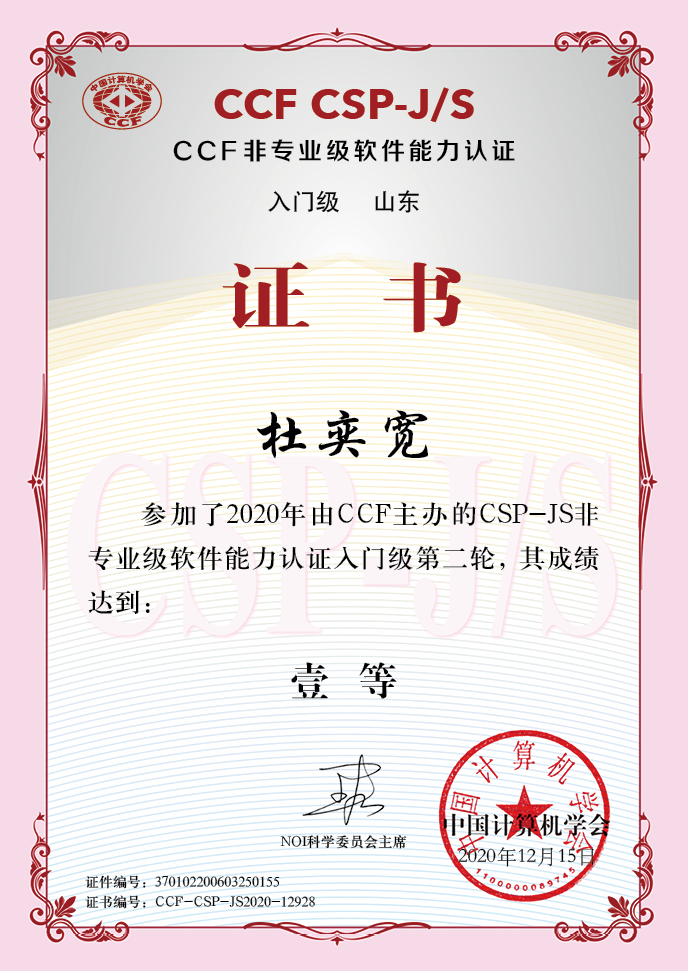 中国计算机学会
CCF
CCF CSP-J/S
CCF非专业级软件能力认证
入门级 山东
证 书
杜奕宽
CSP-J/S
参加了2020年由CCF主办的CSP-JS非
专业级软件能力认证入门级第二轮，其成绩
达到：
壹 等
NOI科学委员会主席
中国计算机学会
中国计算机学会
2020年12月15日
1100000089745
证件编号：370102200603250155
证书编号：CCF-CSP-JS2020-12928